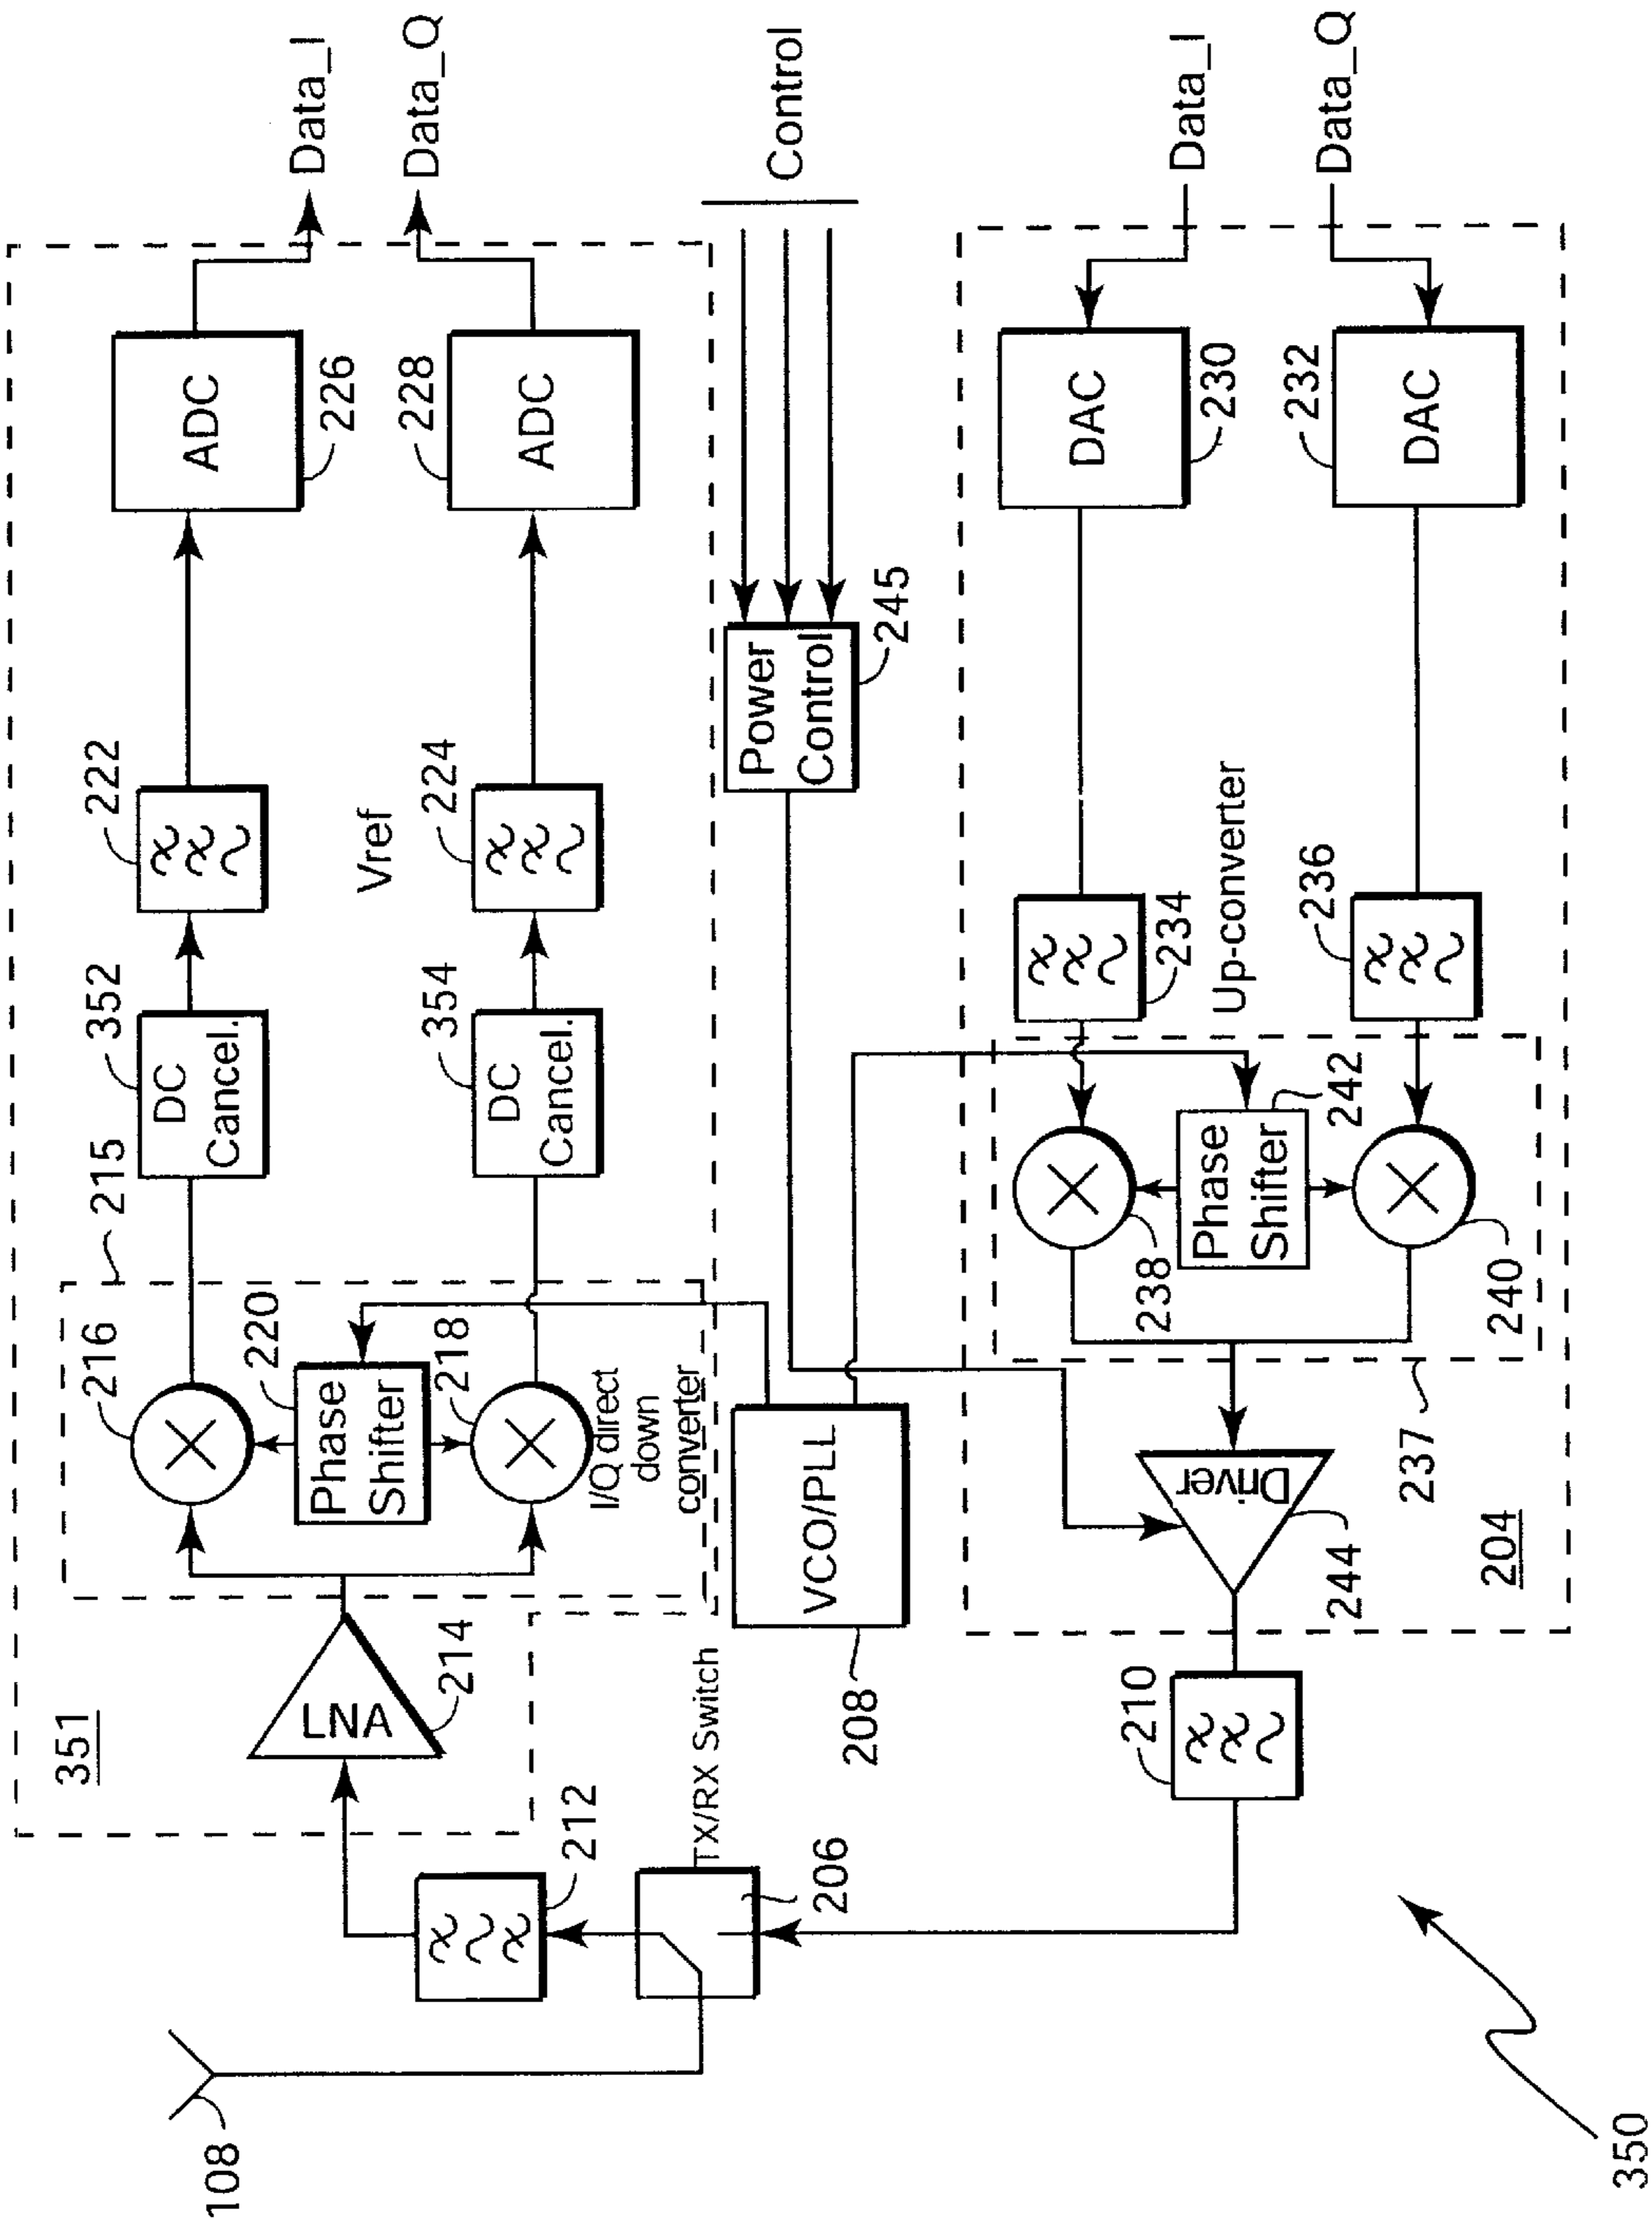 351
LNA
214
216
220
Phase
Shifter
218
I/Q direct
down
converter
215
352
DC
Cancel.
354
DC
Cancel.
222
Vref
224
ADC
226
228
ADC
Data_I
Data_Q
108
212
TX/RX Switch
206
VCO/PLL
208
Power
Control
245
Control
210
Driver
244
204
237
238
Phase
Shifter
242
240
Up-converter
234
236
DAC
230
232
DAC
Data_I
Data_Q
350